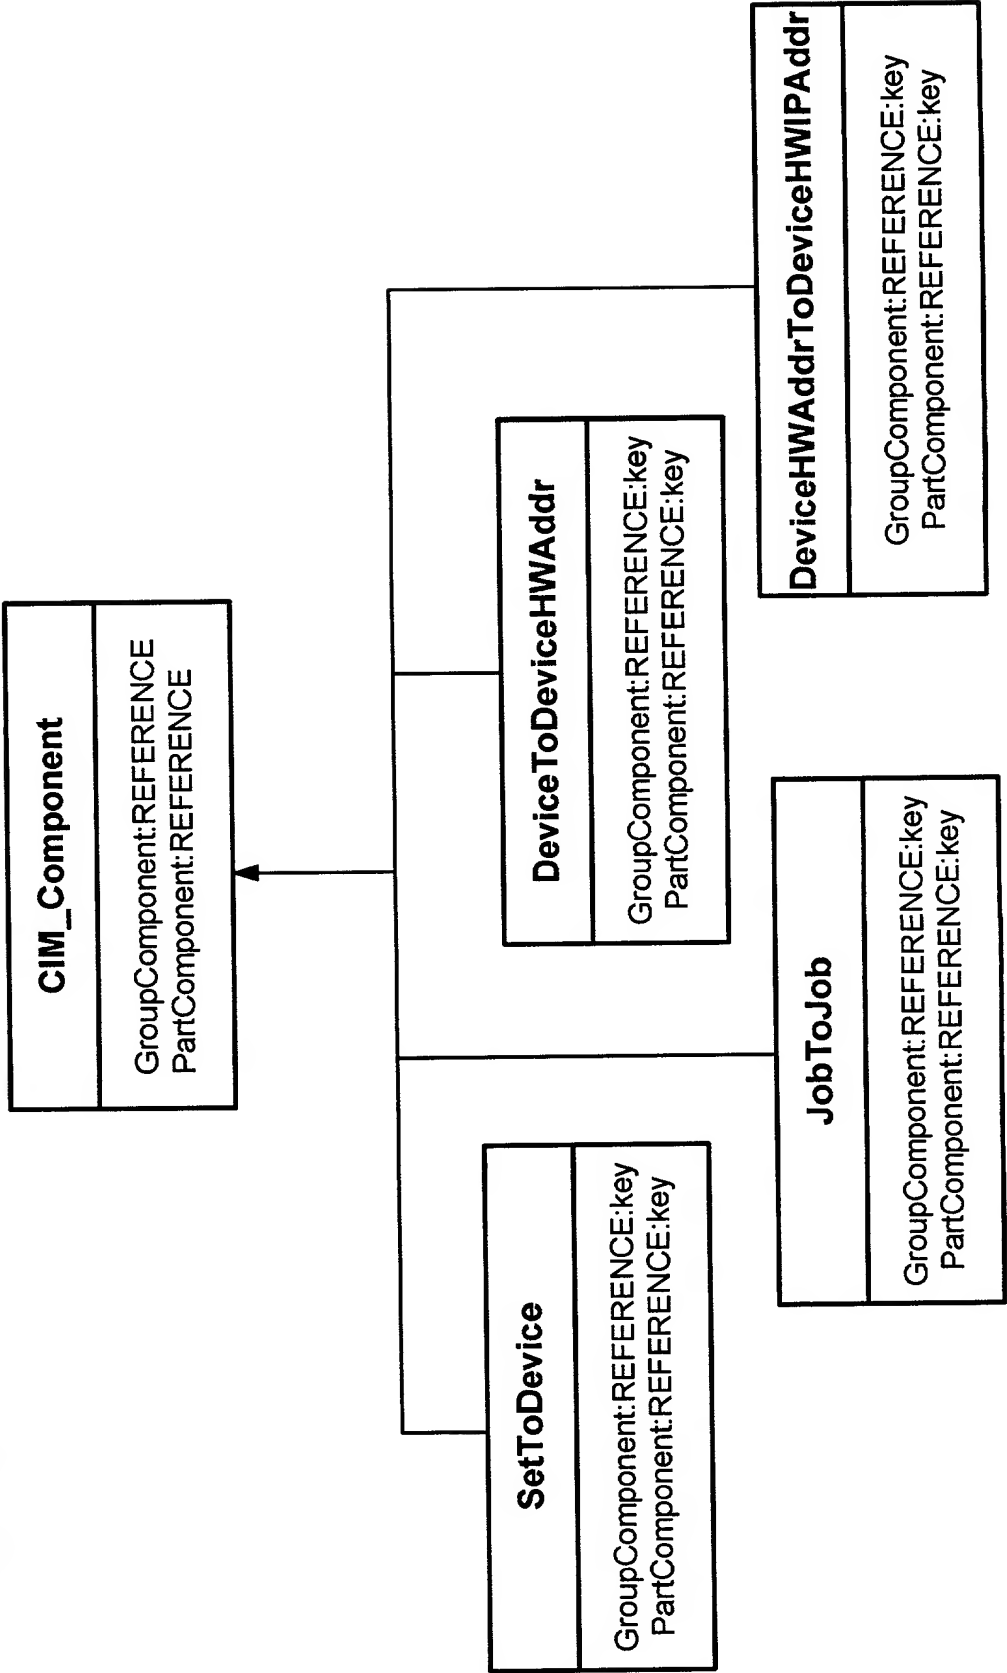 CIM_Component
GroupComponent:REFERENCE
PartComponent:REFERENCE
SetToDevice
GroupComponent:REFERENCE:key
PartComponent:REFERENCE:key
JobToJob
GroupComponent:REFERENCE:key
PartComponent:REFERENCE:key
DeviceToDeviceHWAddr
GroupComponent:REFERENCE:key
PartComponent:REFERENCE:key
DeviceHWAddrToDeviceHWIPAddr
GroupComponent:REFERENCE:key
PartComponent:REFERENCE:key